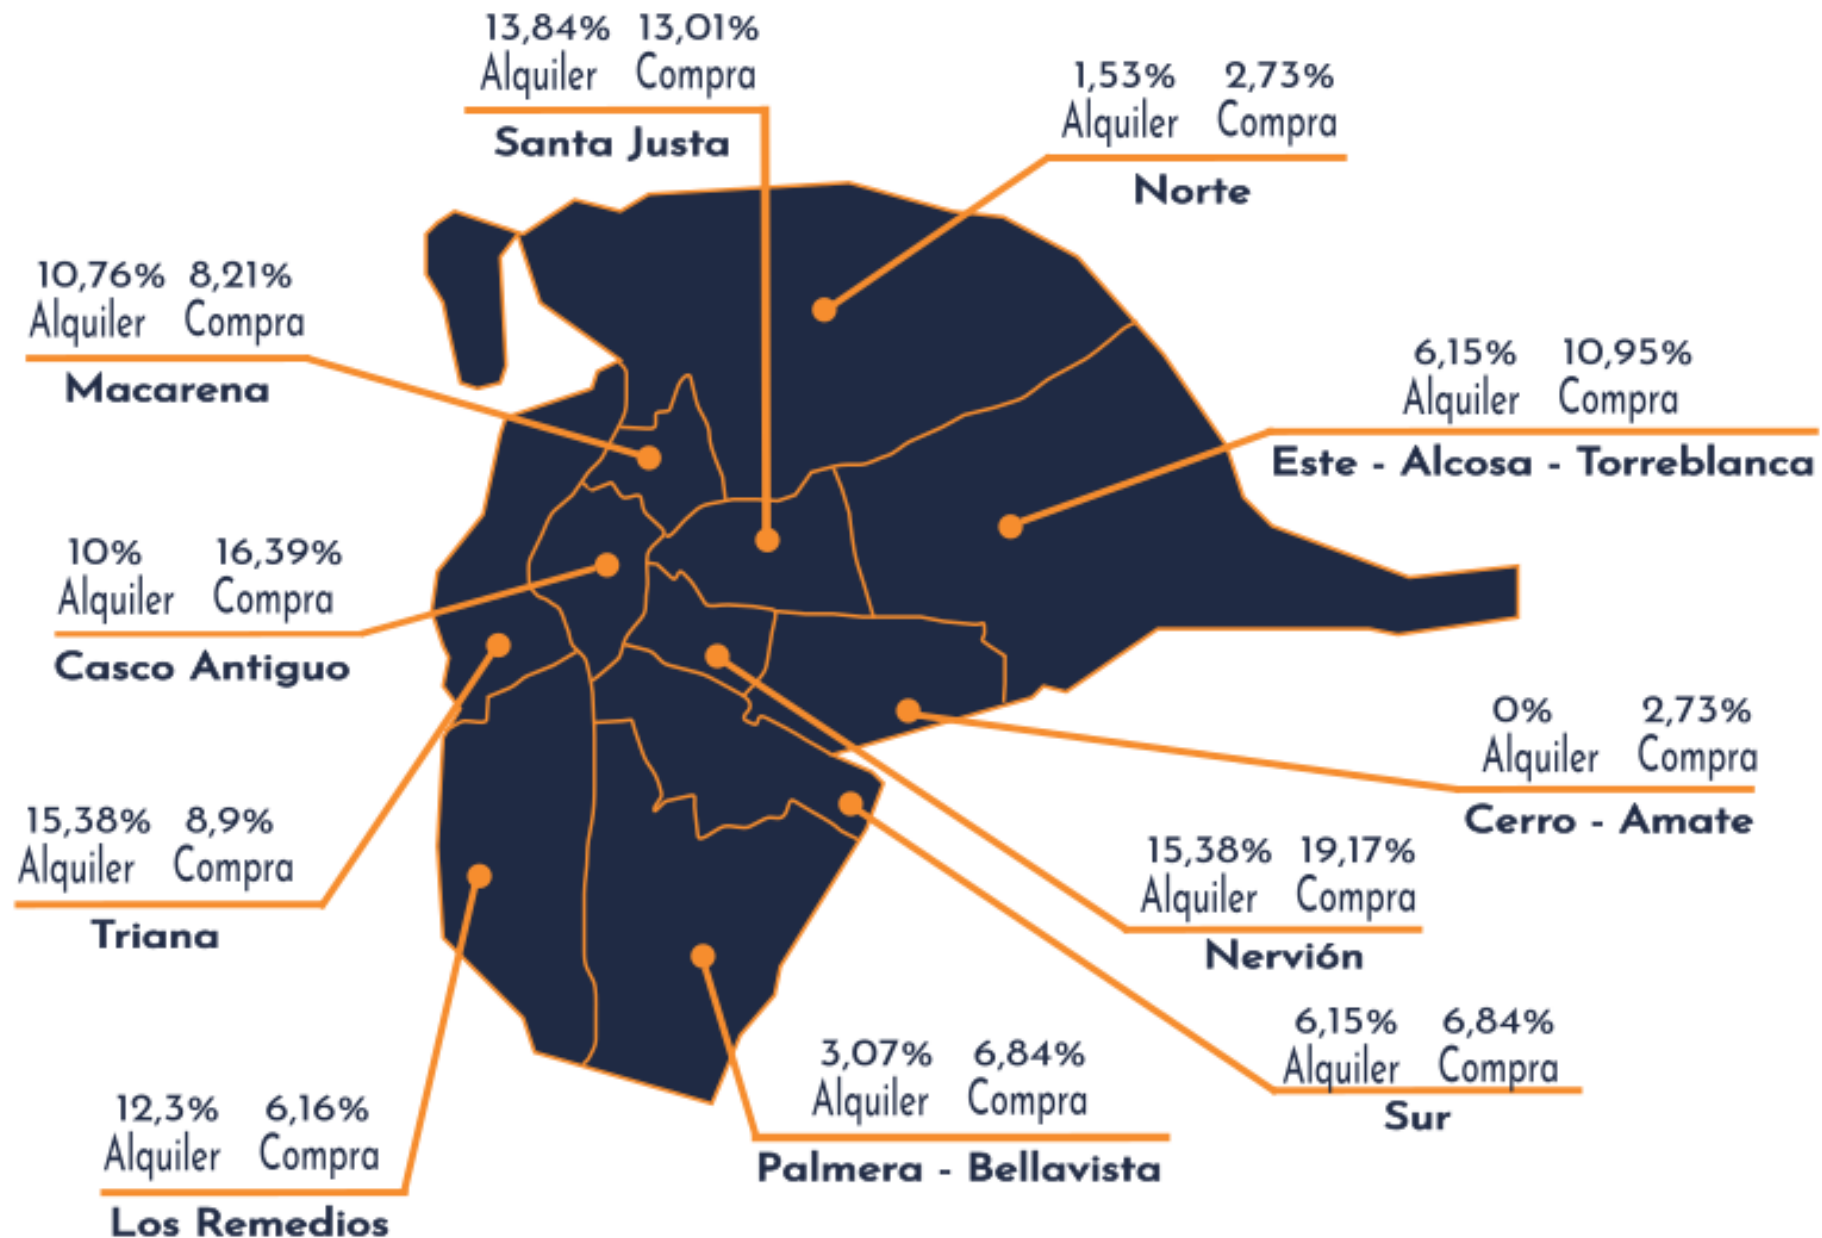 13,84% 13,01%
Alquiler Compra
Santa Justa
1,53% 2,73%
Alquiler Compra
Norte
10,76% 8,21%
Alquiler Compra
Macarena
6,15% 10,95%
Alquiler Compra
Este - Alcosa - Torreblanca
10% 16,39%
Alquiler Compra
Casco Antiguo
0% 2,73%
Alquiler Compra
Cerro - Amate
15,38% 8,9%
Alquiler Compra
Triana
15,38% 19,17%
Alquiler Compra
Nervión
6,15% 6,84%
Alquiler Compra
Sur
3,07% 6,84%
Alquiler Compra
Palmera - Bellavista
12,3% 6,16%
Alquiler Compra
Los Remedios